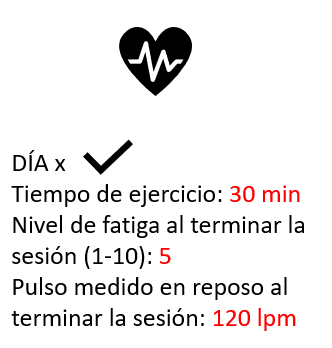 DÍA x
Tiempo de ejercicio: 30 min
Nivel de fatiga al terminar la
sesión (1-10): 5
Pulso medido en reposo al
terminar la sesión: 120 lpm